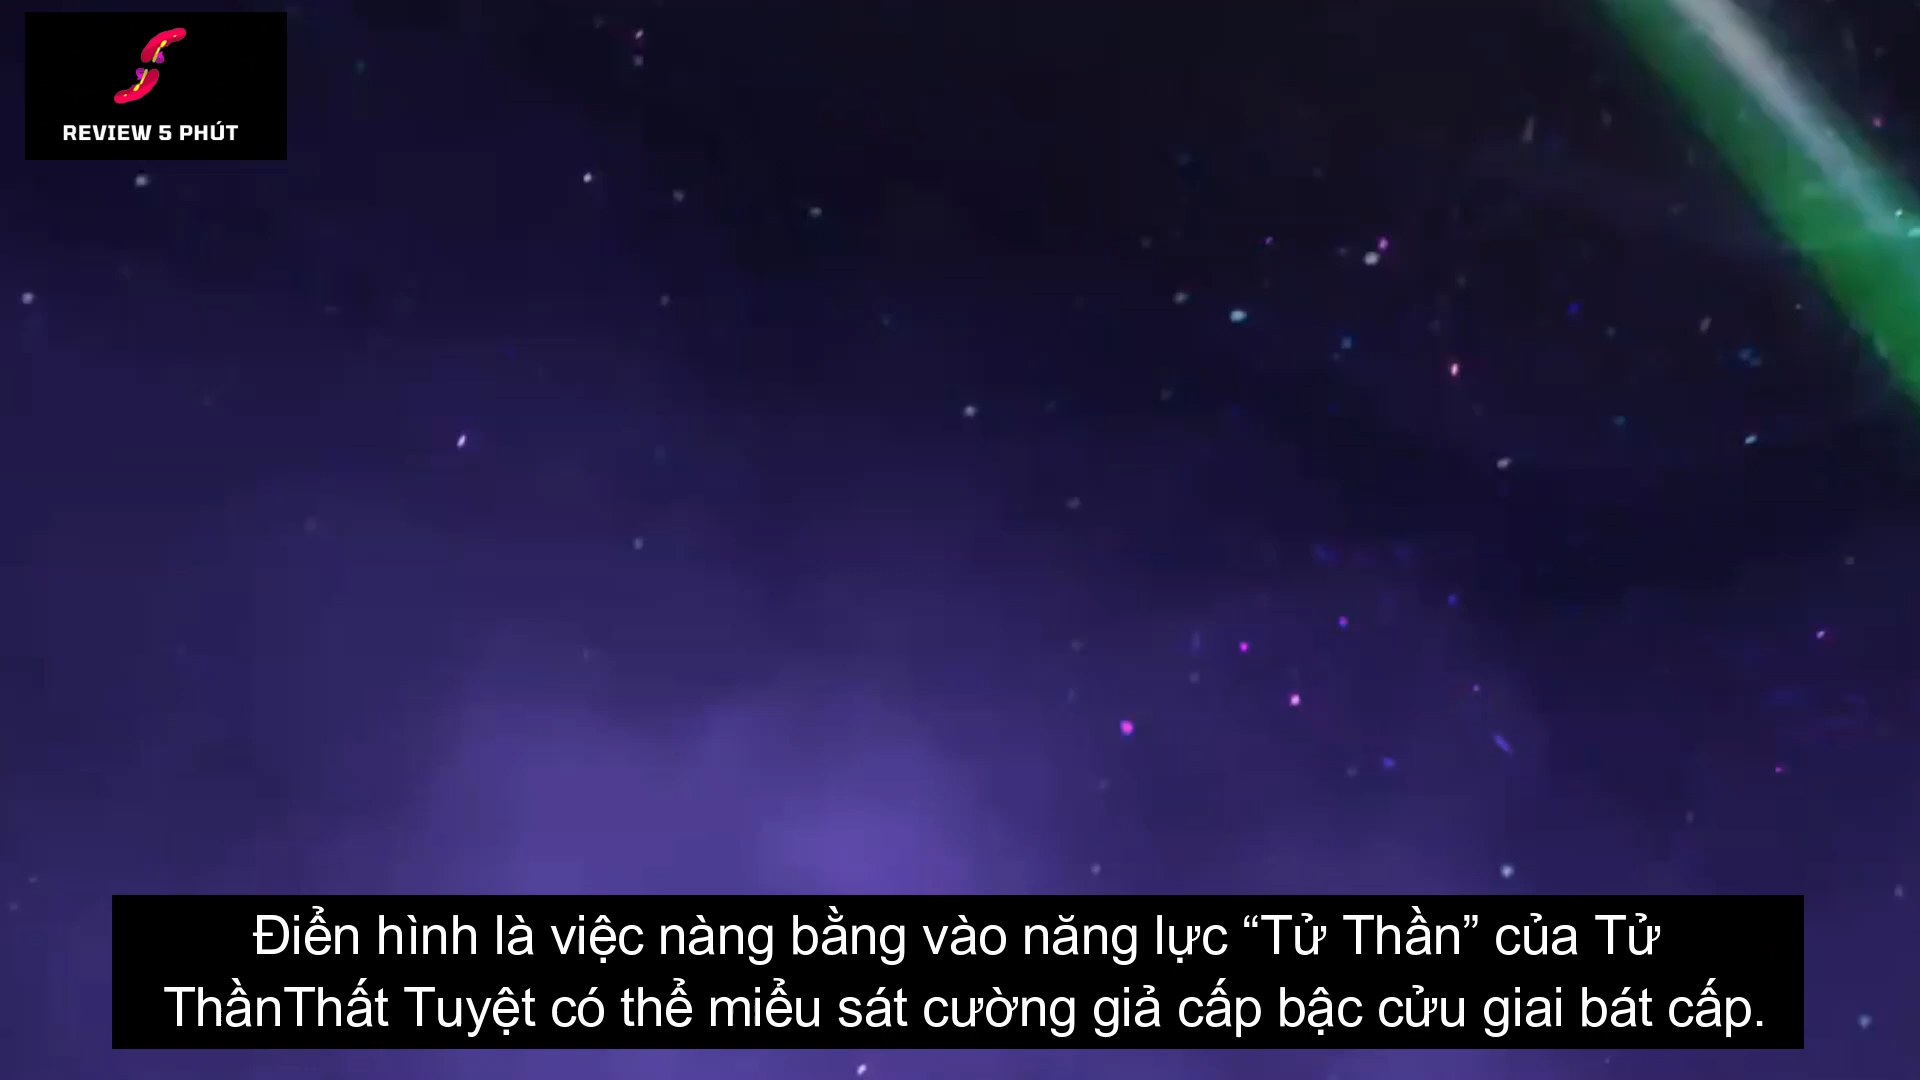 REVIEW 5 PHÚT
Điển hình là việc nàng bằng vào năng lực “Tử Thần” của Tử
ThầnThất Tuyệt có thể miểu sát cường giả cấp bậc cửu giai bát cấp.